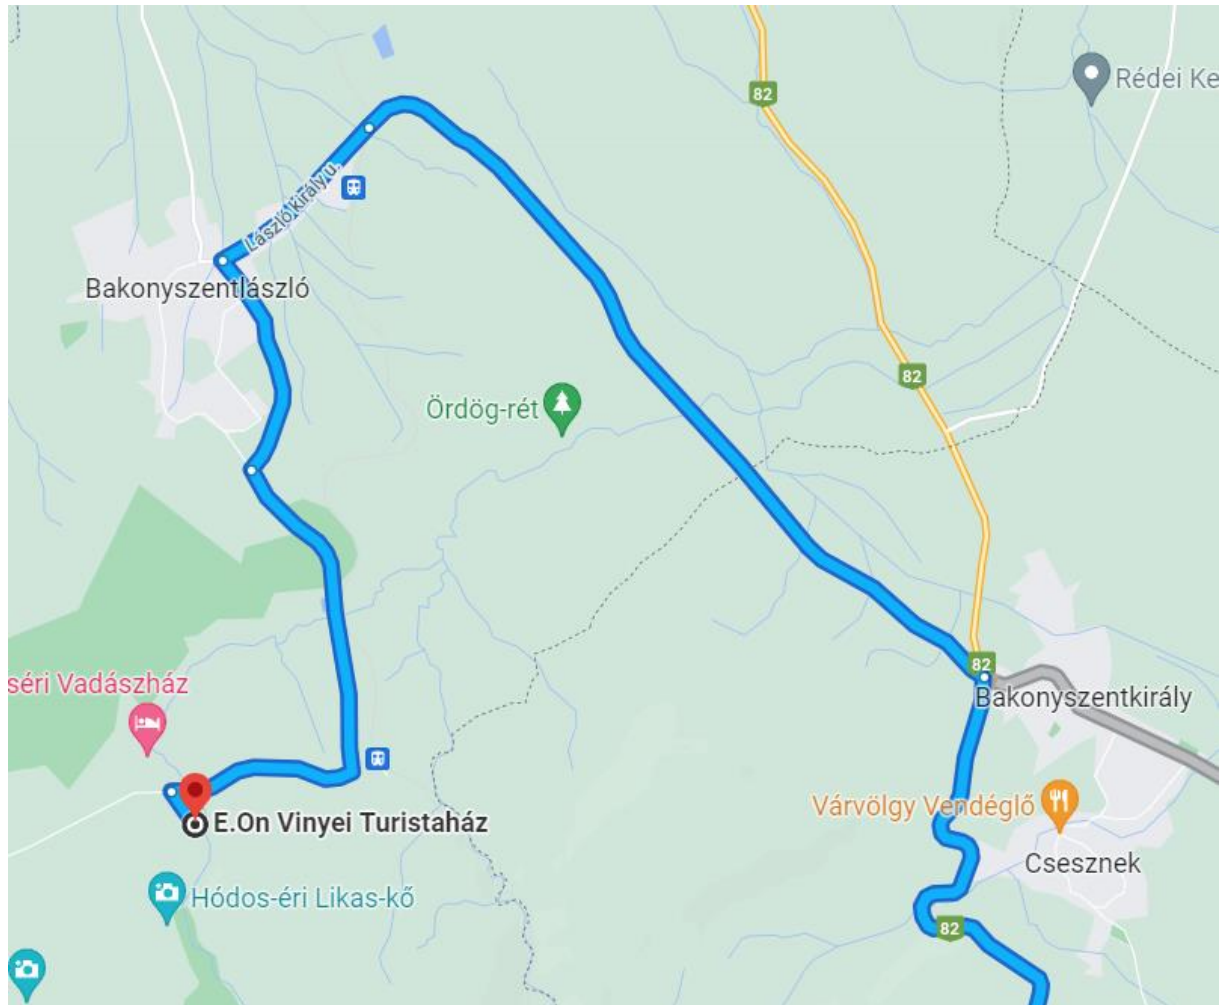 82
Rédei Ke
László király u.
Bakonyszentlászló
82
Ördög-rét
82
séri Vadászház
Bakonyszentkirály
Várvölgy Vendéglő
E.On Vinyei Turistaház
Csesznek
Hódos-éri Likas-kő
82